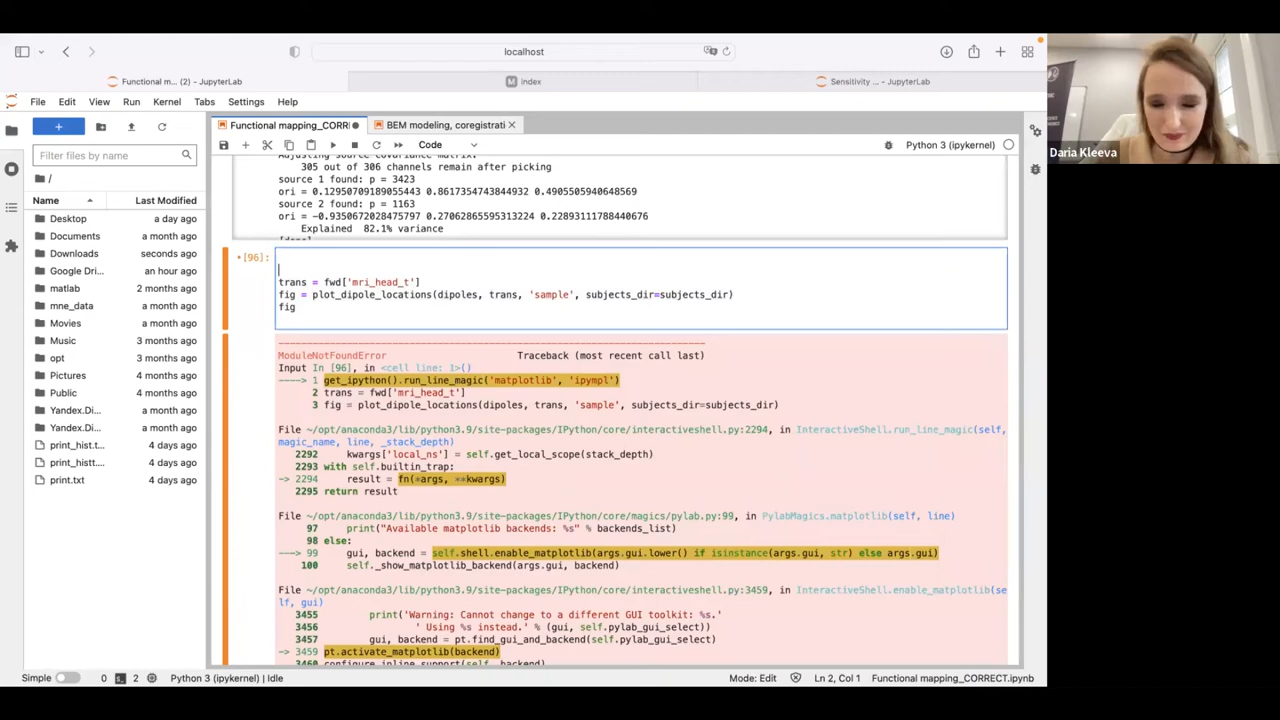 localhost
Functional m... (2) - JupyterLab
index
Sensitivity ... - JupyterLab
Daria Kleeva
File Edit View Run Kernel Tabs Settings Help
Functional mapping_CORR
BEM modeling, coregistrati
Code
Python 3 (ipykernel)
Filter files by name
/
Name Last Modified
Desktop a day ago
Documents a month ago
Downloads seconds ago
Google Dri... an hour ago
matlab 2 months ago
mne_data a month ago
Movies a month ago
Music 3 months ago
opt a month ago
Pictures 4 months ago
Public 4 months ago
Yandex.Di... a month ago
Yandex.Di... a month ago
print_hist.t... 4 days ago
print_histt.... 4 days ago
print.txt 4 days ago
Adjusting source covariance matrix.
305 out of 306 channels remain after picking
source 1 found: p = 3423
ori = 0.12950709189055443 0.8617354743844932 0.4905505940648569
source 2 found: p = 1163
ori = -0.9350672028475797 0.27062865595313224 0.22893111788440676
Explained 82.1% variance
[done]
[96]:
trans = fwd['mri_head_t']
fig = plot_dipole_locations(dipoles, trans, 'sample', subjects_dir=subjects_dir)
fig
ModuleNotFoundError Traceback (most recent call last)
Input In [96], in <cell line: 1>()
----> 1 get_ipython().run_line_magic('matplotlib', 'ipympl')
2 trans = fwd['mri_head_t']
3 fig = plot_dipole_locations(dipoles, trans, 'sample', subjects_dir=subjects_dir)
File ~/opt/anaconda3/lib/python3.9/site-packages/IPython/core/interactiveshell.py:2294, in InteractiveShell.run_line_magic(self,
magic_name, line, _stack_depth)
2292 kwargs['local_ns'] = self.get_local_scope(stack_depth)
2293 with self.builtin_trap:
-> 2294 result = fn(*args, **kwargs)
2295 return result
File ~/opt/anaconda3/lib/python3.9/site-packages/IPython/core/magics/pylab.py:99, in PylabMagics.matplotlib(self, line)
97 print("Available matplotlib backends: %s" % backends_list)
98 else:
---> 99 gui, backend = self.shell.enable_matplotlib(args.gui.lower() if isinstance(args.gui, str) else args.gui)
100 self._show_matplotlib_backend(args.gui, backend)
File ~/opt/anaconda3/lib/python3.9/site-packages/IPython/core/interactiveshell.py:3459, in InteractiveShell.enable_matplotlib(se
lf, gui)
3455 print('Warning: Cannot change to a different GUI toolkit: %s.'
3456 ' Using %s instead.' % (gui, self.pylab_gui_select))
3457 gui, backend = pt.find_gui_and_backend(self.pylab_gui_select)
-> 3459 pt.activate_matplotlib(backend)
3460 configure_inline_support(self, backend)
Simple 0 2 Python 3 (ipykernel) | Idle
Mode: Edit Ln 2, Col 1 Functional mapping_CORRECT.ipynb